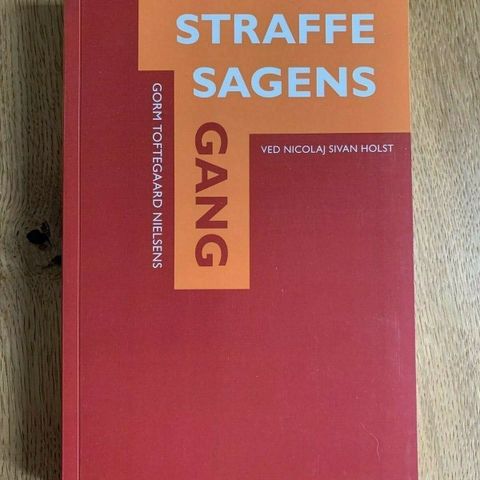 STRAFFE
SAGENS
GANG
GORM TOFTEGAARD NIELSENS
VED NICOLAJ SIVAN HOLST